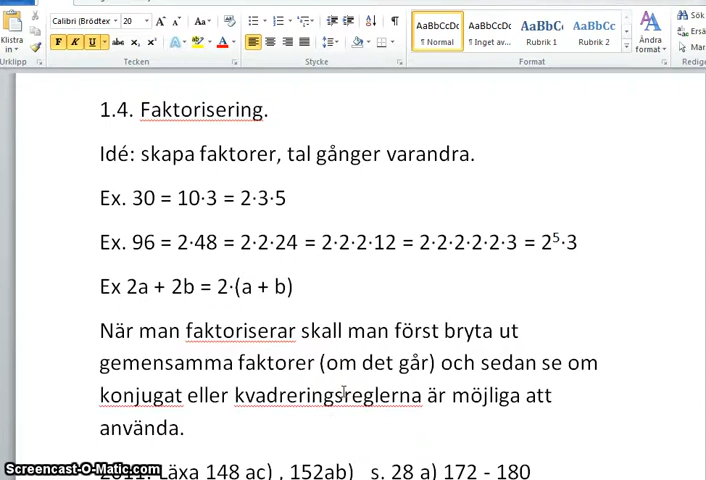 Calibri (Brödtex 20 A A Aa
AaBbCcDc AaBbCcDc AaBbC AaBbCc
Sök
Ersä
Mar
Klistra
in
F K U abc x₂ x² A ab A
¶ Normal ¶ Inget av... Rubrik 1 Rubrik 2
Ändra
format
Urklipp Tecken Stycke Format Redige
1.4. Faktorisering.
Idé: skapa faktorer, tal gånger varandra.
Ex. 30 = 10·3 = 2·3·5
Ex. 96 = 2·48 = 2·2·24 = 2·2·2·12 = 2·2·2·2·2·3 = 2⁵·3
Ex 2a + 2b = 2·(a + b)
När man faktoriserar skall man först bryta ut
gemensamma faktorer (om det går) och sedan se om
konjugat eller kvadreringsreglerna är möjliga att
använda.
Läxa 148 ac) , 152ab) s. 28 a) 172 - 180
Screencast-O-Matic.com